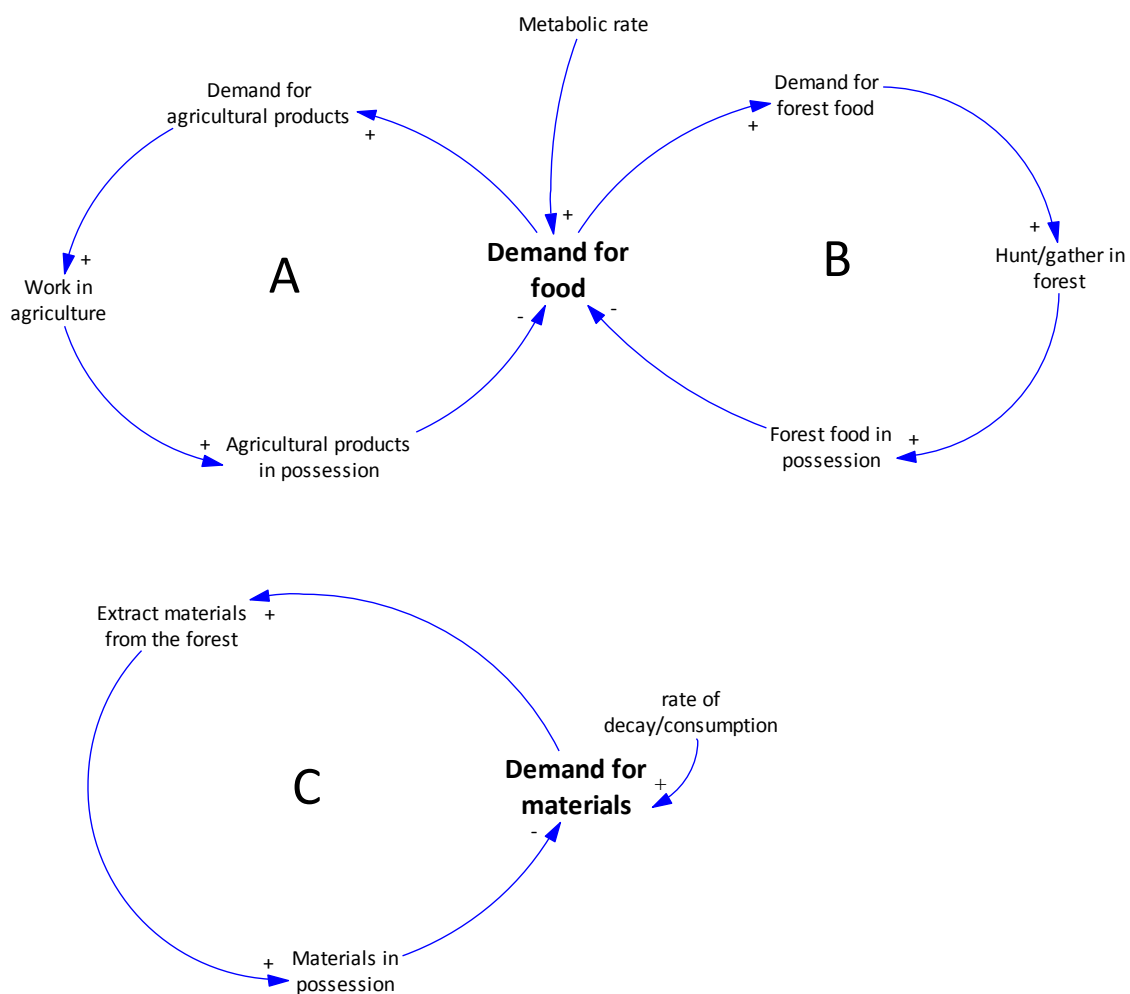 Metabolic rate
Demand for
agricultural products
+
Demand for
forest food
+
+
+
Work in
agriculture
A
Demand for
food
B
+
Hunt/gather in
forest
-
-
+
Agricultural products
in possession
Forest food in
possession
+
Extract materials
from the forest
+
rate of
decay/consumption
C
Demand for
materials
+
-
+
Materials in
possession